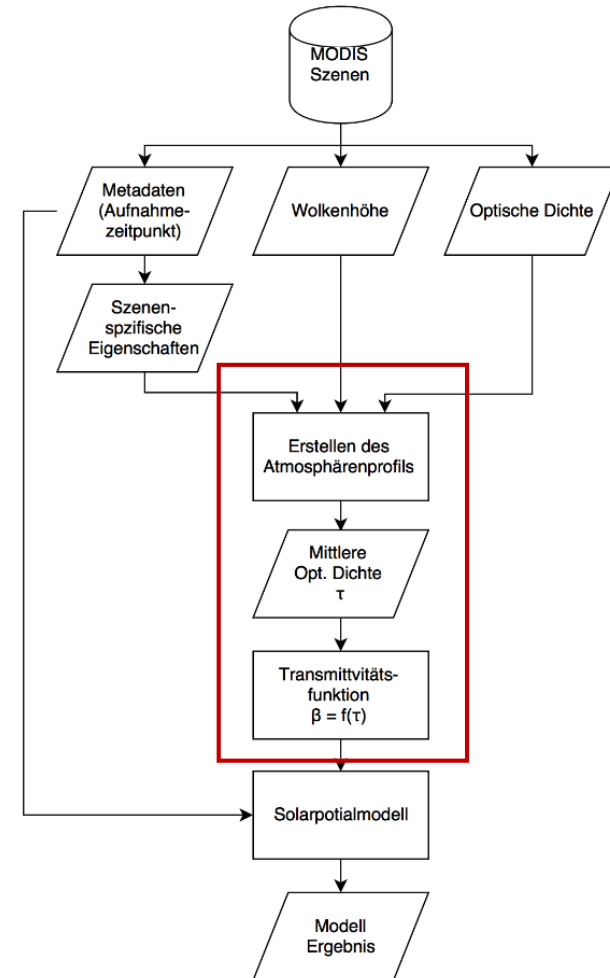 MODIS
Szenen
Metadaten
(Aufnahme-
zeitpunkt)
Wolkenhöhe
Optische Dichte
Szenen-
spzifische
Eigenschaften
Erstellen des
Atmosphärenprofils
Mittlere
Opt. Dichte
τ
Transmittvitäts-
funktion
β = f(τ)
Solarpotialmodell
Modell
Ergebnis